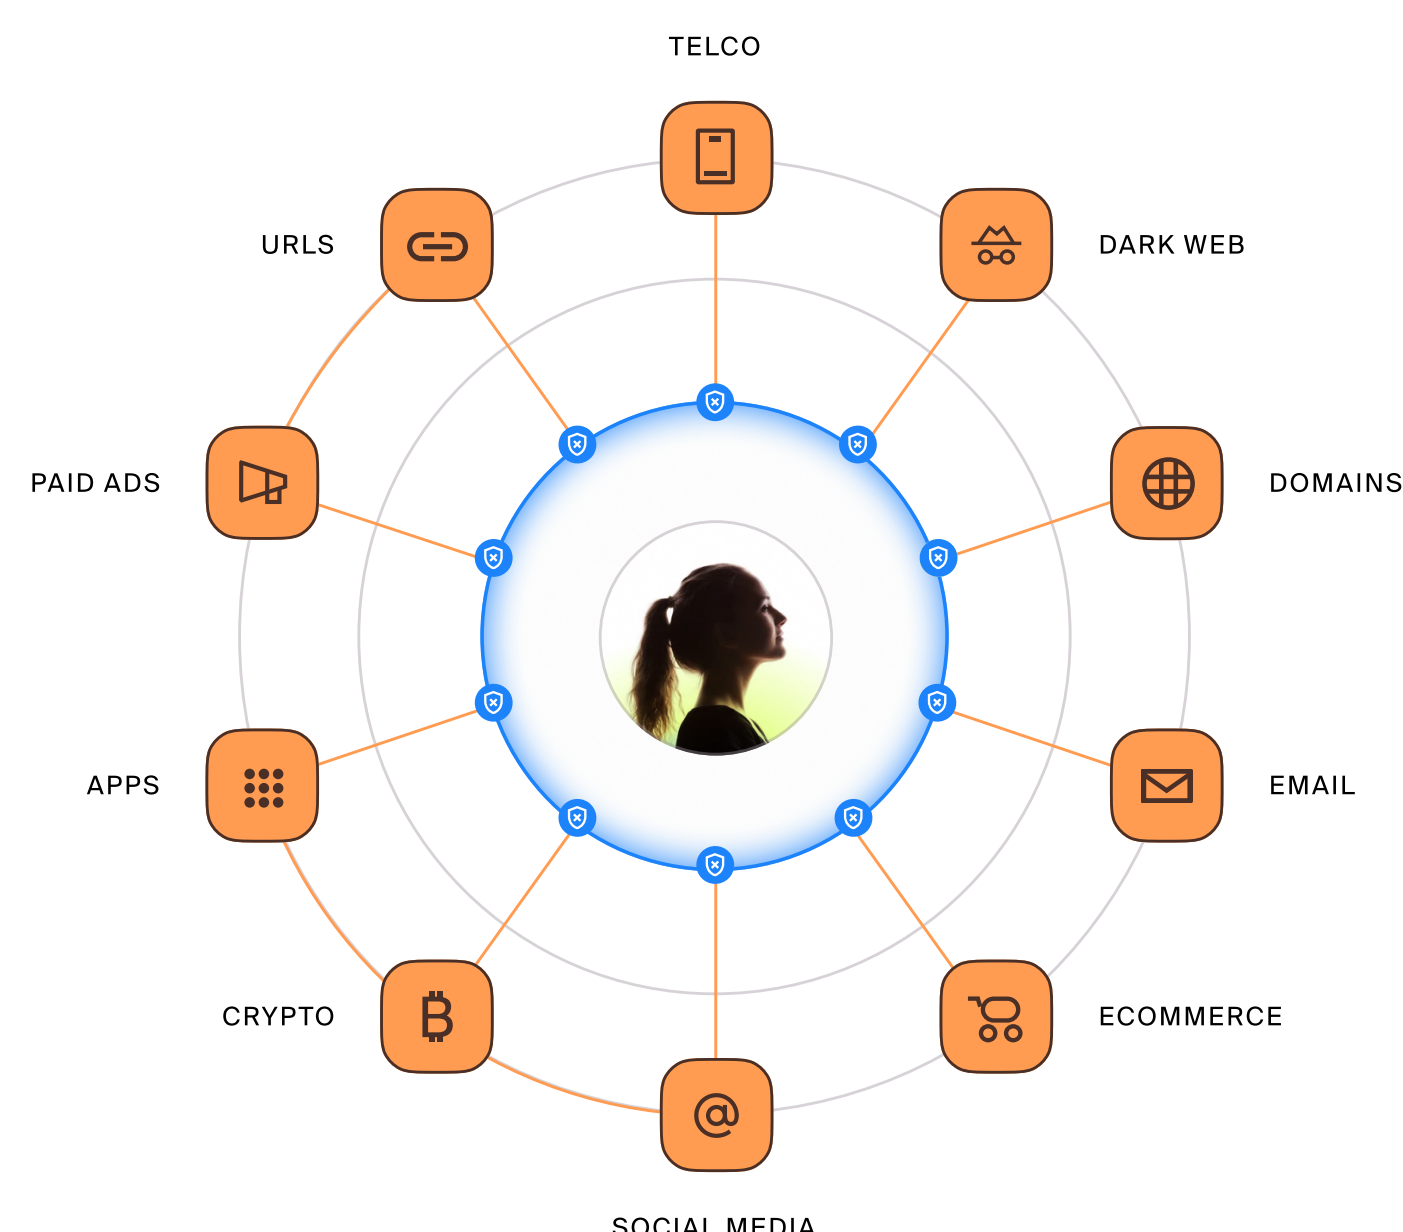 TELCO
URLS
DARK WEB
PAID ADS
DOMAINS
APPS
EMAIL
CRYPTO
ECOMMERCE
SOCIAL MEDIA